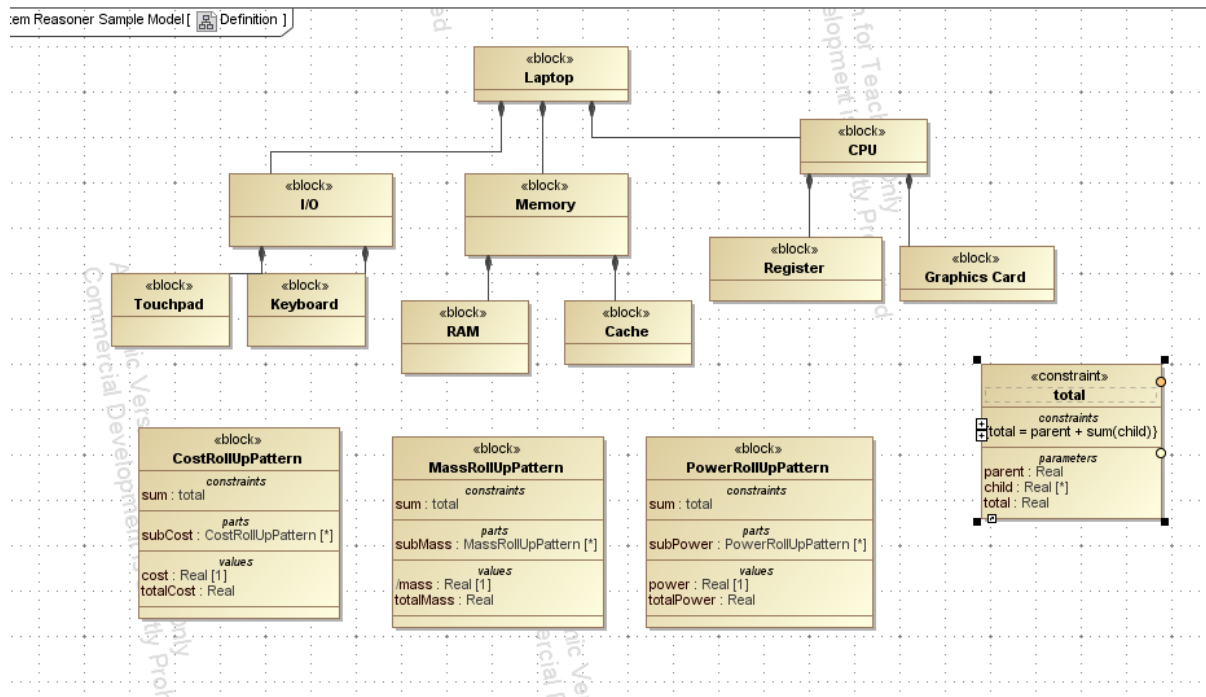 tem Reasoner Sample Model[ Definition ]
«block»
Laptop
«block»
CPU
«block»
I/O
«block»
Memory
«block»
Register
«block»
Graphics Card
«block»
Touchpad
«block»
Keyboard
«block»
RAM
«block»
Cache
«constraint»
total
constraints
{total = parent + sum(child)}
parameters
parent : Real
child : Real [*]
total : Real
«block»
CostRollUpPattern
constraints
sum : total
parts
subCost : CostRollUpPattern [*]
values
cost : Real [1]
totalCost : Real
«block»
MassRollUpPattern
constraints
sum : total
parts
subMass : MassRollUpPattern [*]
values
/mass : Real [1]
totalMass : Real
«block»
PowerRollUpPattern
constraints
sum : total
parts
subPower : PowerRollUpPattern [*]
values
power : Real [1]
totalPower : Real